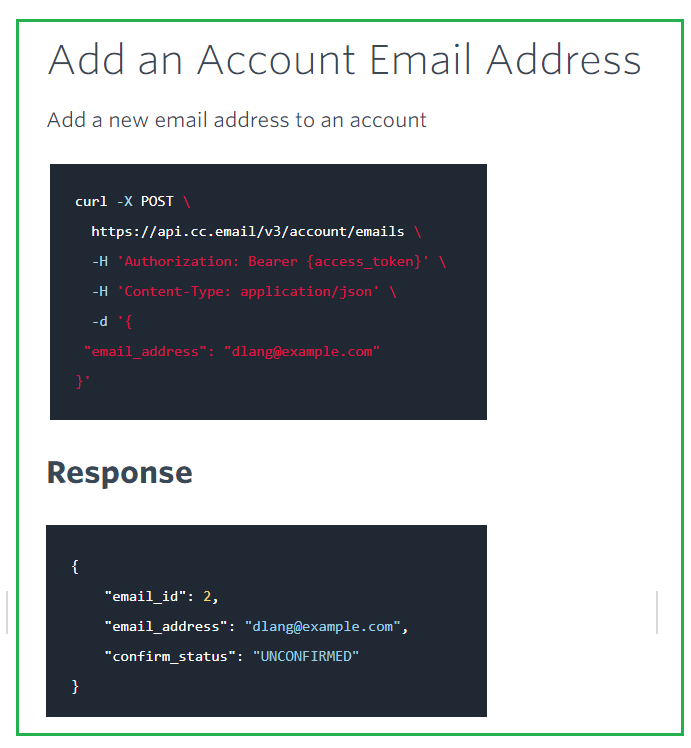 Add an Account Email Address
Add a new email address to an account
curl -X POST \
https://api.cc.email/v3/account/emails \
-H 'Authorization: Bearer {access_token}' \
-H 'Content-Type: application/json' \
-d '{
"email_address": "dlang@example.com"
}'
Response
{
"email_id": 2,
"email_address": "dlang@example.com",
"confirm_status": "UNCONFIRMED"
}